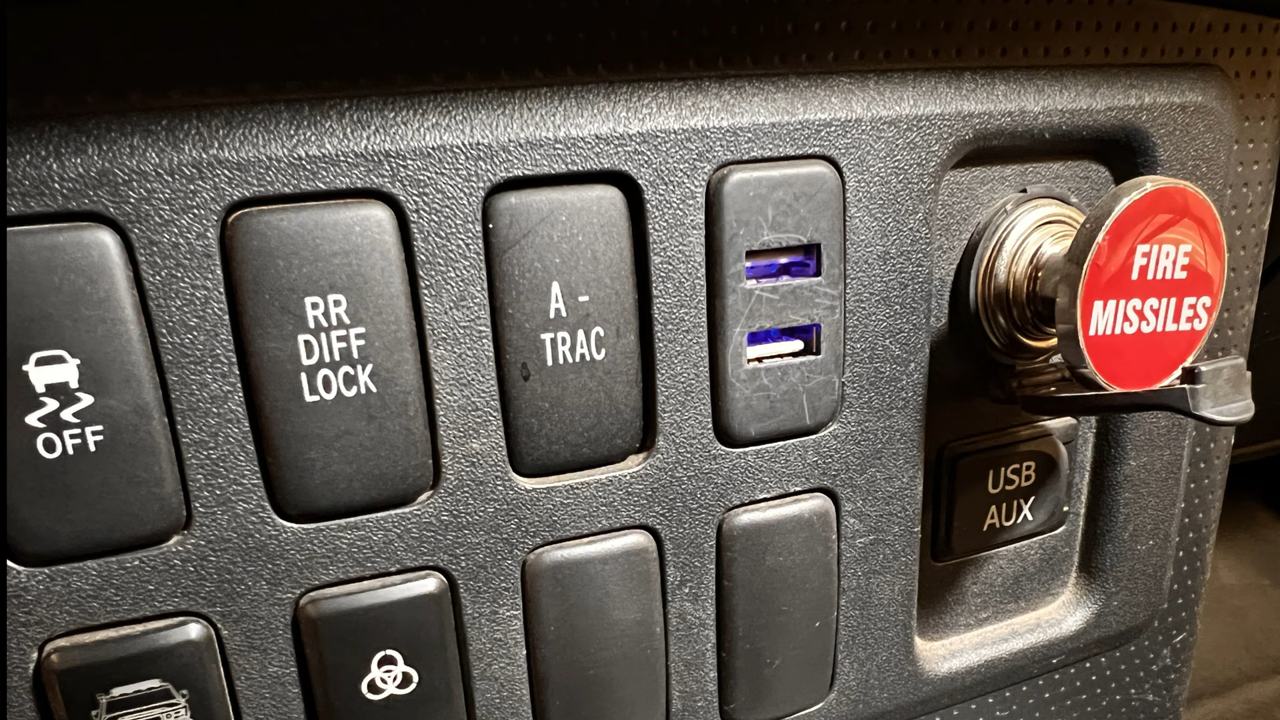 OFF
RR
DIFF
LOCK
A -
TRAC
FIRE
MISSILES
USB
AUX